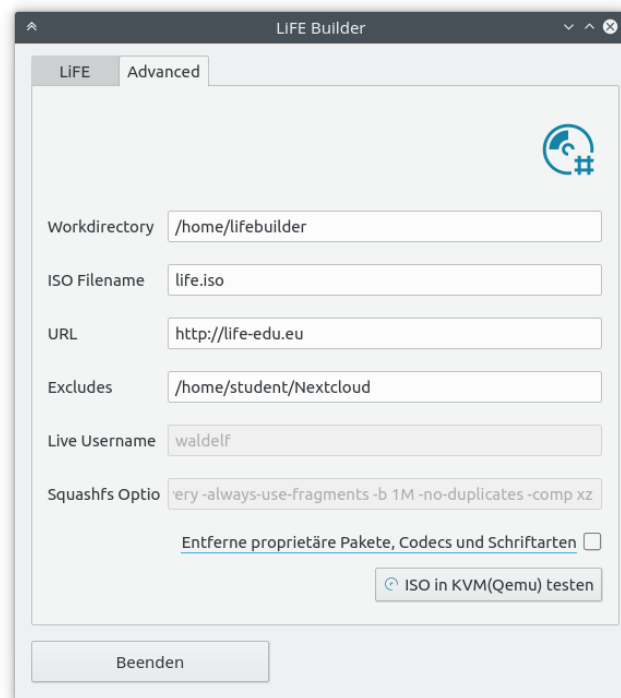 LiFE Builder
LiFE Advanced
Workdirectory /home/lifebuilder
ISO Filename life.iso
URL http://life-edu.eu
Excludes /home/student/Nextcloud
Live Username waldelf
Squashfs Optio -always-use-fragments -b 1M -no-duplicates -comp xz
Entferne proprietäre Pakete, Codecs und Schriftarten
ISO in KVM(Qemu) testen
Beenden